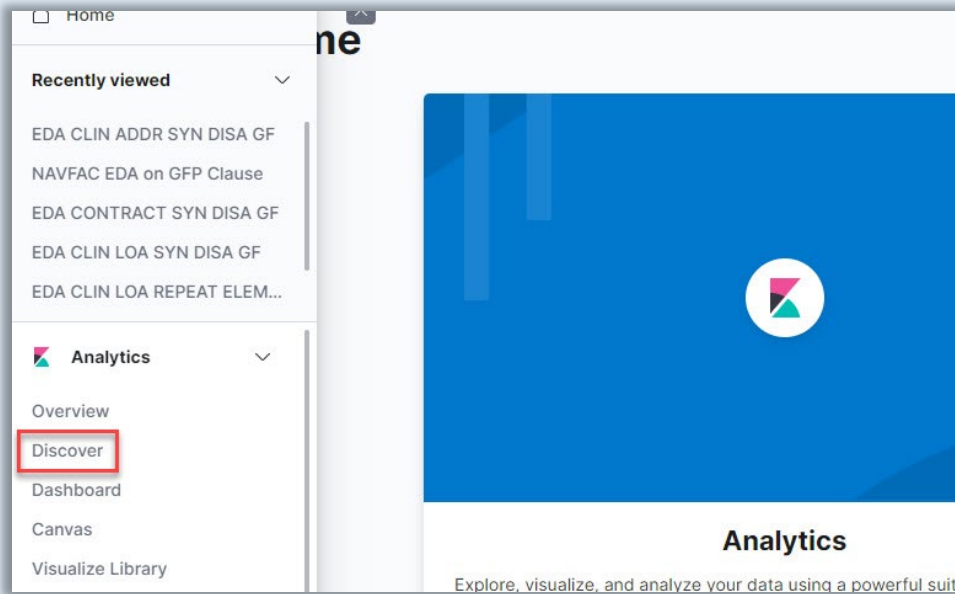 Home
me
Recently viewed
EDA CLIN ADDR SYN DISA GF
NAVFAC EDA on GFP Clause
EDA CONTRACT SYN DISA GF
EDA CLIN LOA SYN DISA GF
EDA CLIN LOA REPEAT ELEM...
Analytics
Overview
Discover
Dashboard
Canvas
Visualize Library
Analytics
Explore, visualize, and analyze your data using a powerful suit